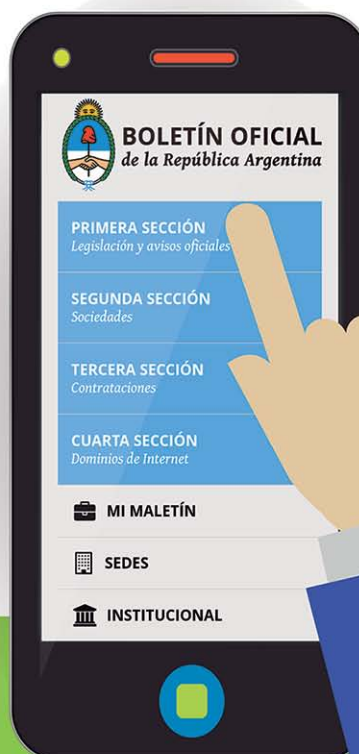 BOLETÍN OFICIAL
de la República Argentina
PRIMERA SECCIÓN
Legislación y avisos oficiales
SEGUNDA SECCIÓN
Sociedades
TERCERA SECCIÓN
Contrataciones
CUARTA SECCIÓN
Dominios de Internet
MI MALETÍN
SEDES
INSTITUCIONAL